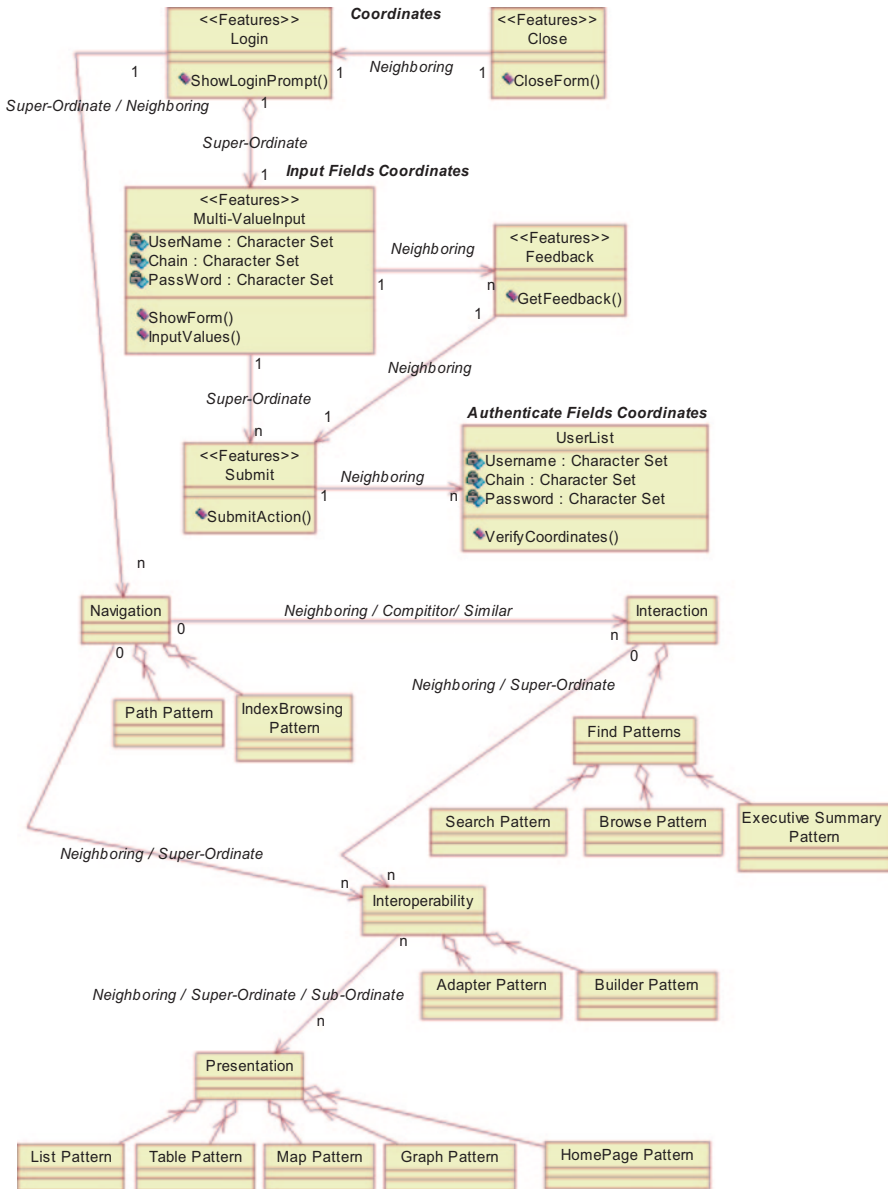 Coordinates
<<Features>>
Login
ShowLoginPrompt()
<<Features>>
Close
CloseForm()
1
1
Neighboring
1
Super-Ordinate / Neighboring
1
Super-Ordinate
1
Input Fields Coordinates
<<Features>>
Multi-ValueInput
UserName : Character Set
Chain : Character Set
PassWord : Character Set
ShowForm()
InputValues()
Neighboring
1
n
<<Features>>
Feedback
GetFeedback()
1
Neighboring
1
1
Super-Ordinate
n
<<Features>>
Submit
SubmitAction()
Neighboring
1
n
Authenticate Fields Coordinates
UserList
Username : Character Set
Chain : Character Set
Password : Character Set
VerifyCoordinates()
n
Navigation
Neighboring / Compititor/ Similar
0
n
Interaction
0
0
Path Pattern
IndexBrowsing
Pattern
Neighboring / Super-Ordinate
Find Patterns
Search Pattern
Browse Pattern
Executive Summary
Pattern
Neighboring / Super-Ordinate
n
n
Interoperability
n
Adapter Pattern
Builder Pattern
Neighboring / Super-Ordinate / Sub-Ordinate
n
Presentation
List Pattern
Table Pattern
Map Pattern
Graph Pattern
HomePage Pattern